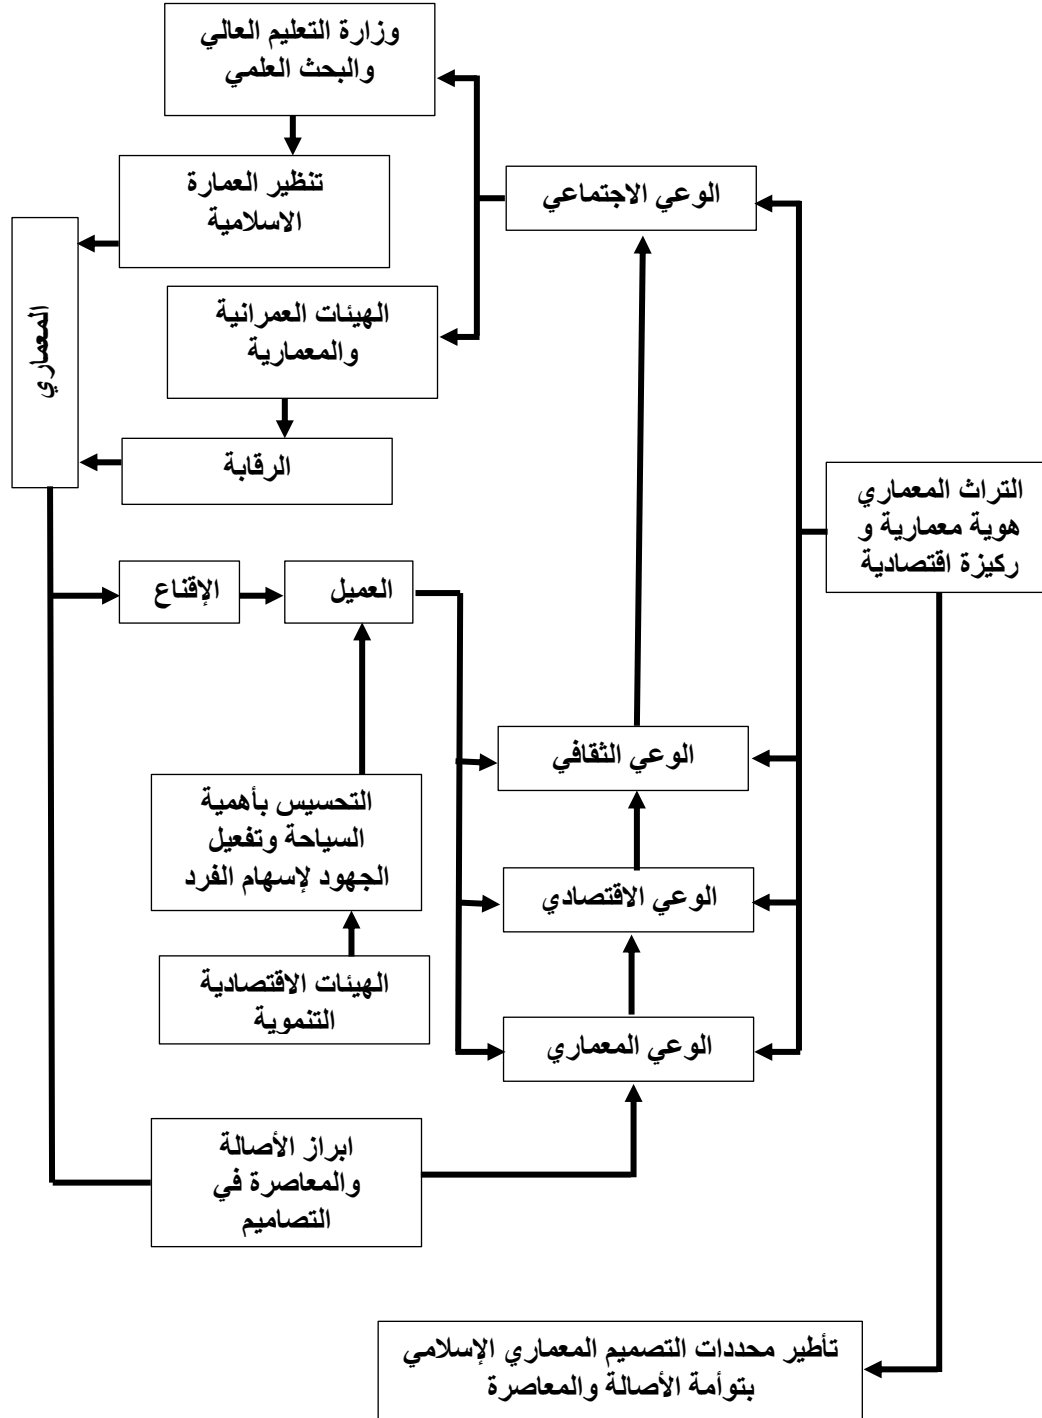 وزارة التعليم العالي
والبحث العلمي
تنظير العمارة
الاسلامية
الوعي الاجتماعي
المعماري
الهيئات العمرانية
والمعمارية
الرقابة
التراث المعماري
هوية معمارية و
ركيزة اقتصادية
الإقناع
العميل
الوعي الثقافي
التحسيس بأهمية
السياحة وتفعيل
الجهود لإسهام الفرد
الوعي الاقتصادي
الهيئات الاقتصادية
التنموية
الوعي المعماري
ابراز الأصالة
والمعاصرة في
التصاميم
تأطير محددات التصميم المعماري الإسلامي
بتوأمة الأصالة والمعاصرة